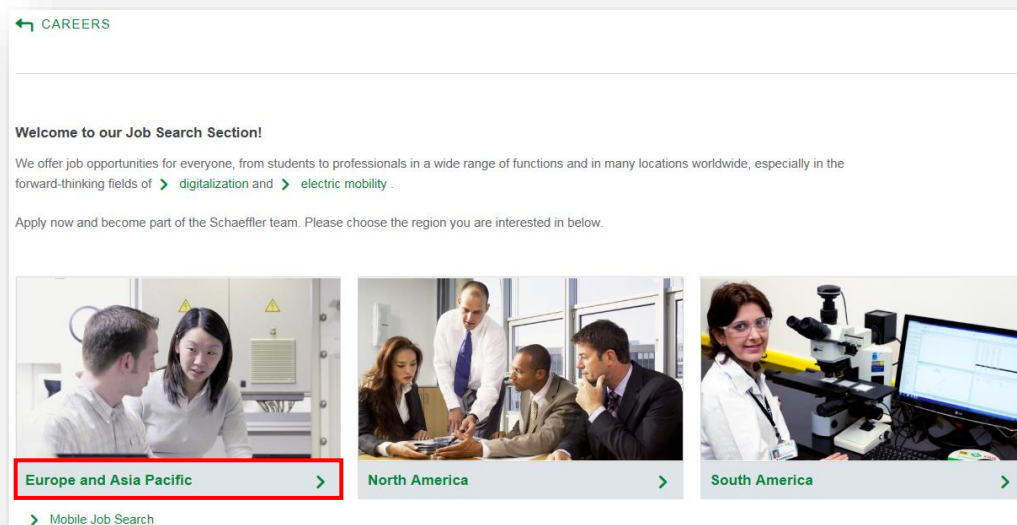 CAREERS
Welcome to our Job Search Section!
We offer job opportunities for everyone, from students to professionals in a wide range of functions and in many locations worldwide, especially in the
forward-thinking fields of digitalization and electric mobility .
Apply now and become part of the Schaeffler team. Please choose the region you are interested in below.
Europe and Asia Pacific
North America
South America
Mobile Job Search